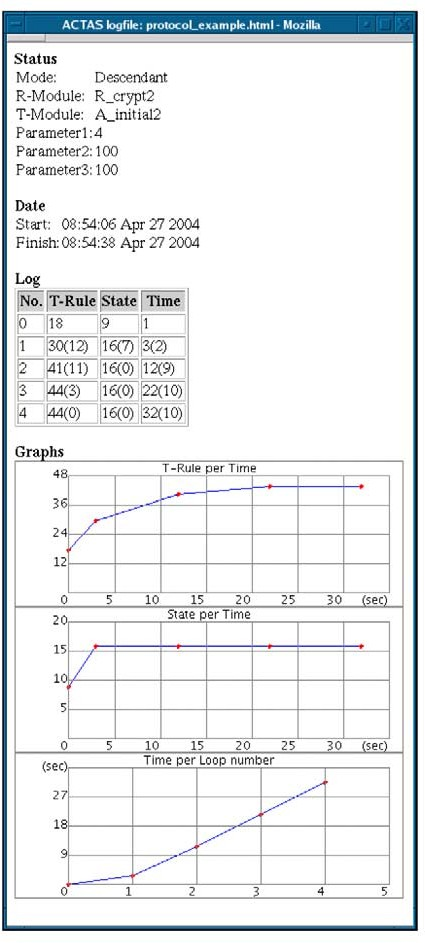 ACTAS logfile: protocol_example.html - Mozilla
Status
Mode: Descendant
R-Module: R_crypt2
T-Module: A_initial2
Parameter1: 4
Parameter2: 100
Parameter3: 100
Date
Start: 08:54:06 Apr 27 2004
Finish: 08:54:38 Apr 27 2004
Log
No. T-Rule State Time
0 18 9 1
1 30(12) 16(7) 3(2)
2 41(11) 16(0) 12(9)
3 44(3) 16(0) 22(10)
4 44(0) 16(0) 32(10)
Graphs
T-Rule per Time
48
36
24
12
0 5 10 15 20 25 30 (sec)
State per Time
20
15
10
5
0 5 10 15 20 25 30 (sec)
Time per Loop number
(sec)
27
18
9
0 1 2 3 4 5